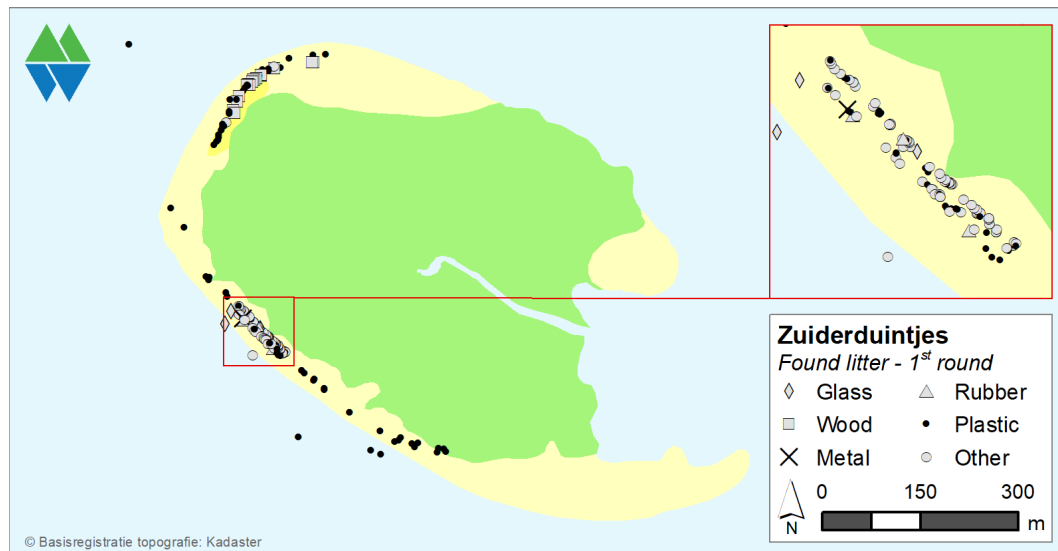 Zuiderduintjes
Found litter - 1st round
Glass Rubber
Wood Plastic
Metal Other
0 150 300
m
N
© Basisregistratie topografie: Kadaster